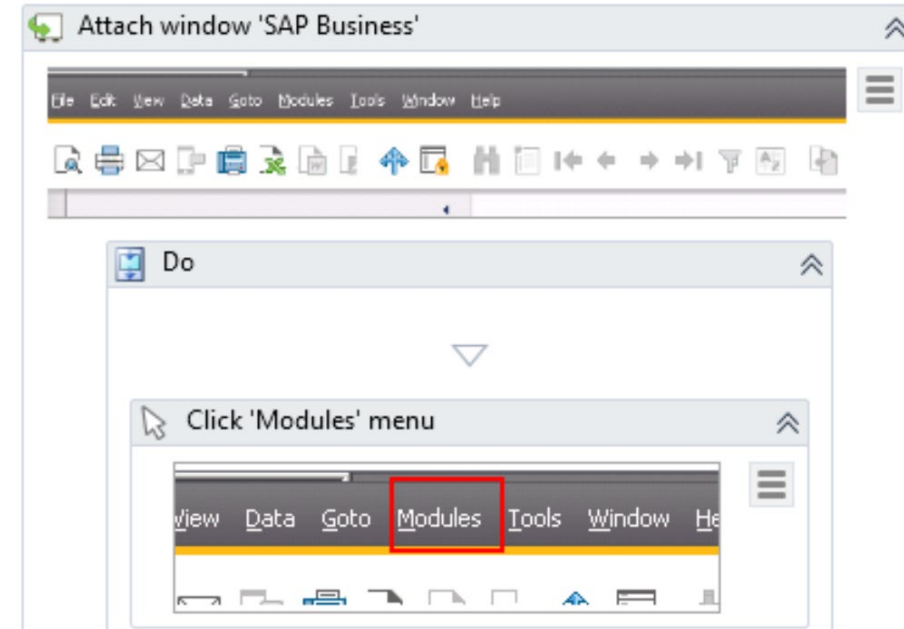 Attach window 'SAP Business'
File Edit View Data Goto Modules Tools Window Help
Do
Click 'Modules' menu
View Data Goto Modules Tools Window He